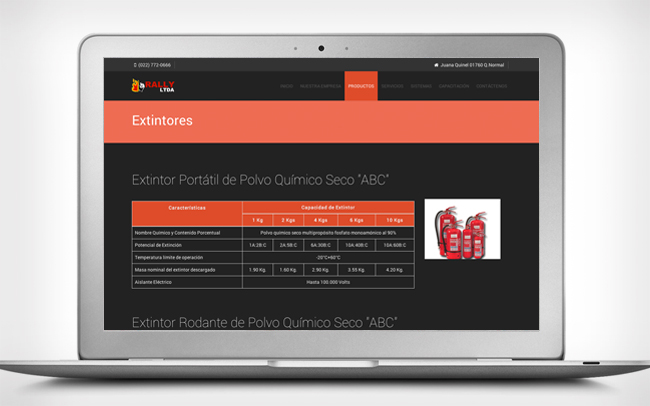 (022) 772-0666
Juana Quinel 01760 Q. Normal
RALLY
LTDA
INICIO NUESTRA EMPRESA PRODUCTOS SERVICIOS SISTEMAS CAPACITACIÓN CONTÁCTENOS
Extintores
Extintor Portátil de Polvo Químico Seco "ABC"
Características Capacidad de Extintor
1 Kg 2 Kgs 4 Kgs 6 Kgs 10 Kgs
Nombre Químico y Contenido Porcentual Polvo químico seco multipropósito fosfato monoamónico al 90%
Potencial de Extinción 1A:2B:C 2A:5B:C 6A:30B:C 10A:40B:C 10A:60B:C
Temperatura límite de operación -20°C+60°C
Masa nominal del extintor descargado 1.90 Kg. 1.60 Kg. 2.90 Kg. 3.50 Kg. 4.20 Kg.
Aislante Eléctrico Hasta 100.000 Volts
Extintor Rodante de Polvo Químico Seco "ABC"